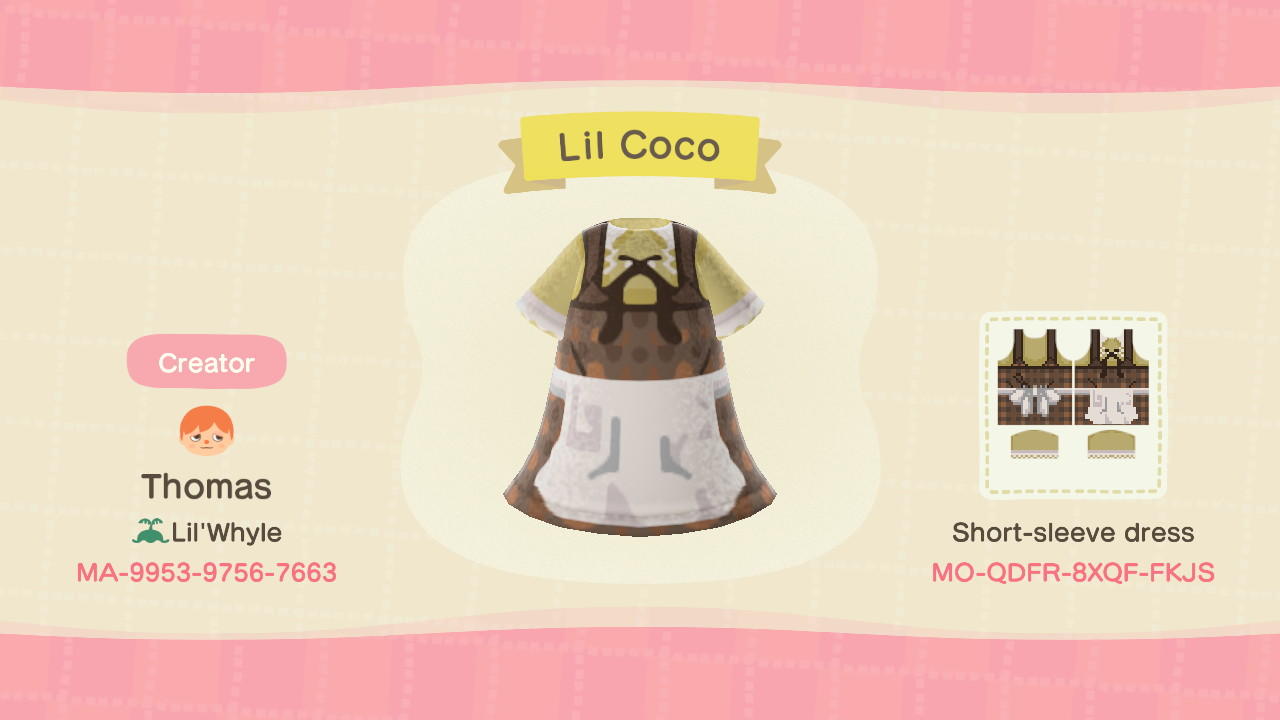 Lil Coco
Creator
Thomas
Lil'Whyle
MA-9953-9756-7663
Short-sleeve dress
MO-QDFR-8XQF-FKJS